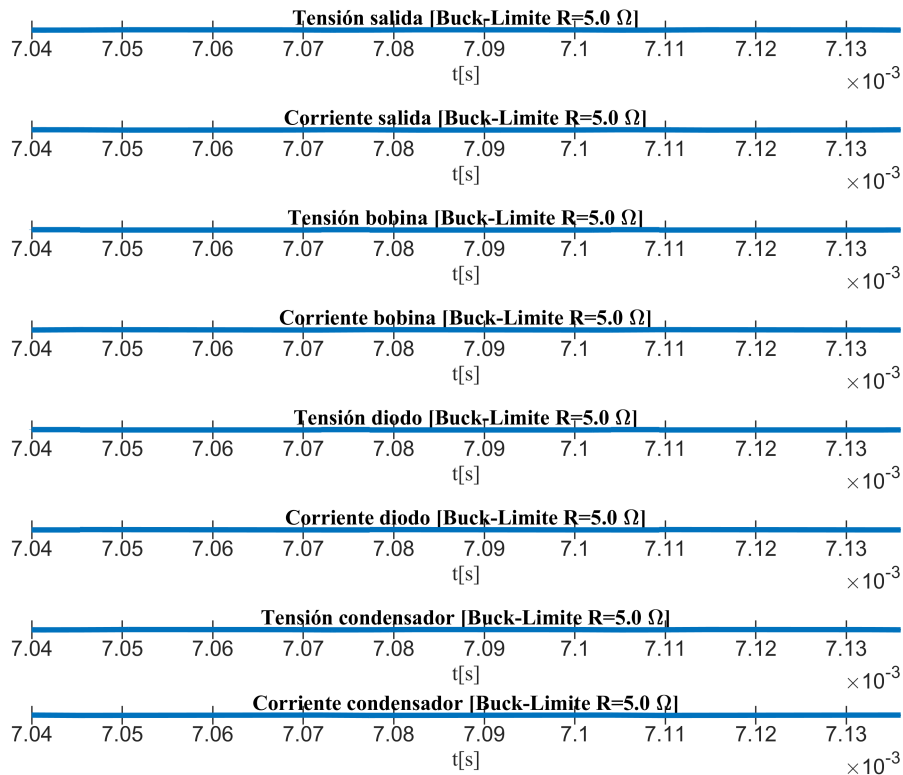 Tensión salida [Buck-Limite R=5.0 Ω]
7.04 7.05 7.06 7.07 7.08 7.09 7.1 7.11 7.12 7.13
t[s]
×10-3
Corriente salida [Buck-Limite R=5.0 Ω]
7.04 7.05 7.06 7.07 7.08 7.09 7.1 7.11 7.12 7.13
t[s]
×10-3
Tensión bobina [Buck-Limite R=5.0 Ω]
7.04 7.05 7.06 7.07 7.08 7.09 7.1 7.11 7.12 7.13
t[s]
×10-3
Corriente bobina [Buck-Limite R=5.0 Ω]
7.04 7.05 7.06 7.07 7.08 7.09 7.1 7.11 7.12 7.13
t[s]
×10-3
Tensión diodo [Buck-Limite R=5.0 Ω]
7.04 7.05 7.06 7.07 7.08 7.09 7.1 7.11 7.12 7.13
t[s]
×10-3
Corriente diodo [Buck-Limite R=5.0 Ω]
7.04 7.05 7.06 7.07 7.08 7.09 7.1 7.11 7.12 7.13
t[s]
×10-3
Tensión condensador [Buck-Limite R=5.0 Ω]
7.04 7.05 7.06 7.07 7.08 7.09 7.1 7.11 7.12 7.13
t[s]
×10-3
Corriente condensador [Buck-Limite R=5.0 Ω]
7.04 7.05 7.06 7.07 7.08 7.09 7.1 7.11 7.12 7.13
t[s]
×10-3